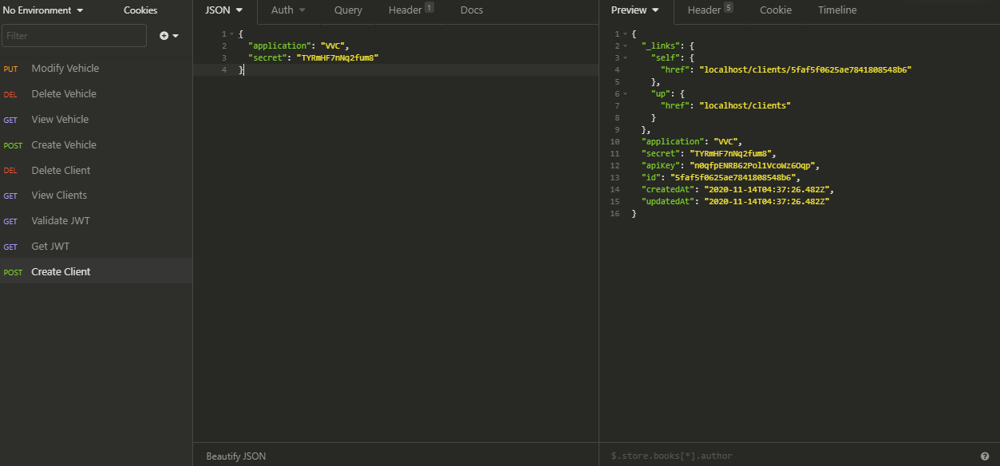 No Environment
Cookies
Filter
PUT Modify Vehicle
DEL Delete Vehicle
GET View Vehicle
POST Create Vehicle
DEL Delete Client
GET View Clients
GET Validate JWT
GET Get JWT
POST Create Client
JSON Auth Query Header 1 Docs
1 {
2 "application": "VVC",
3 "secret": "TYRmHF7nNq2fum8"
4 }
Beautify JSON
Preview Header 5 Cookie Timeline
1 {
2 "_links": {
3 "self": {
4 "href": "localhost/clients/5faf5f0625ae7841808548b6"
5 },
6 "up": {
7 "href": "localhost/clients"
8 }
9 },
10 "application": "VVC",
11 "secret": "TYRmHF7nNq2fum8",
12 "apiKey": "n0qfpENRB62Pol1VcoWz6Oqp",
13 "id": "5faf5f0625ae7841808548b6",
14 "createdAt": "2020-11-14T04:37:26.482Z",
15 "updatedAt": "2020-11-14T04:37:26.482Z"
16 }
$.store.books[*].author
?